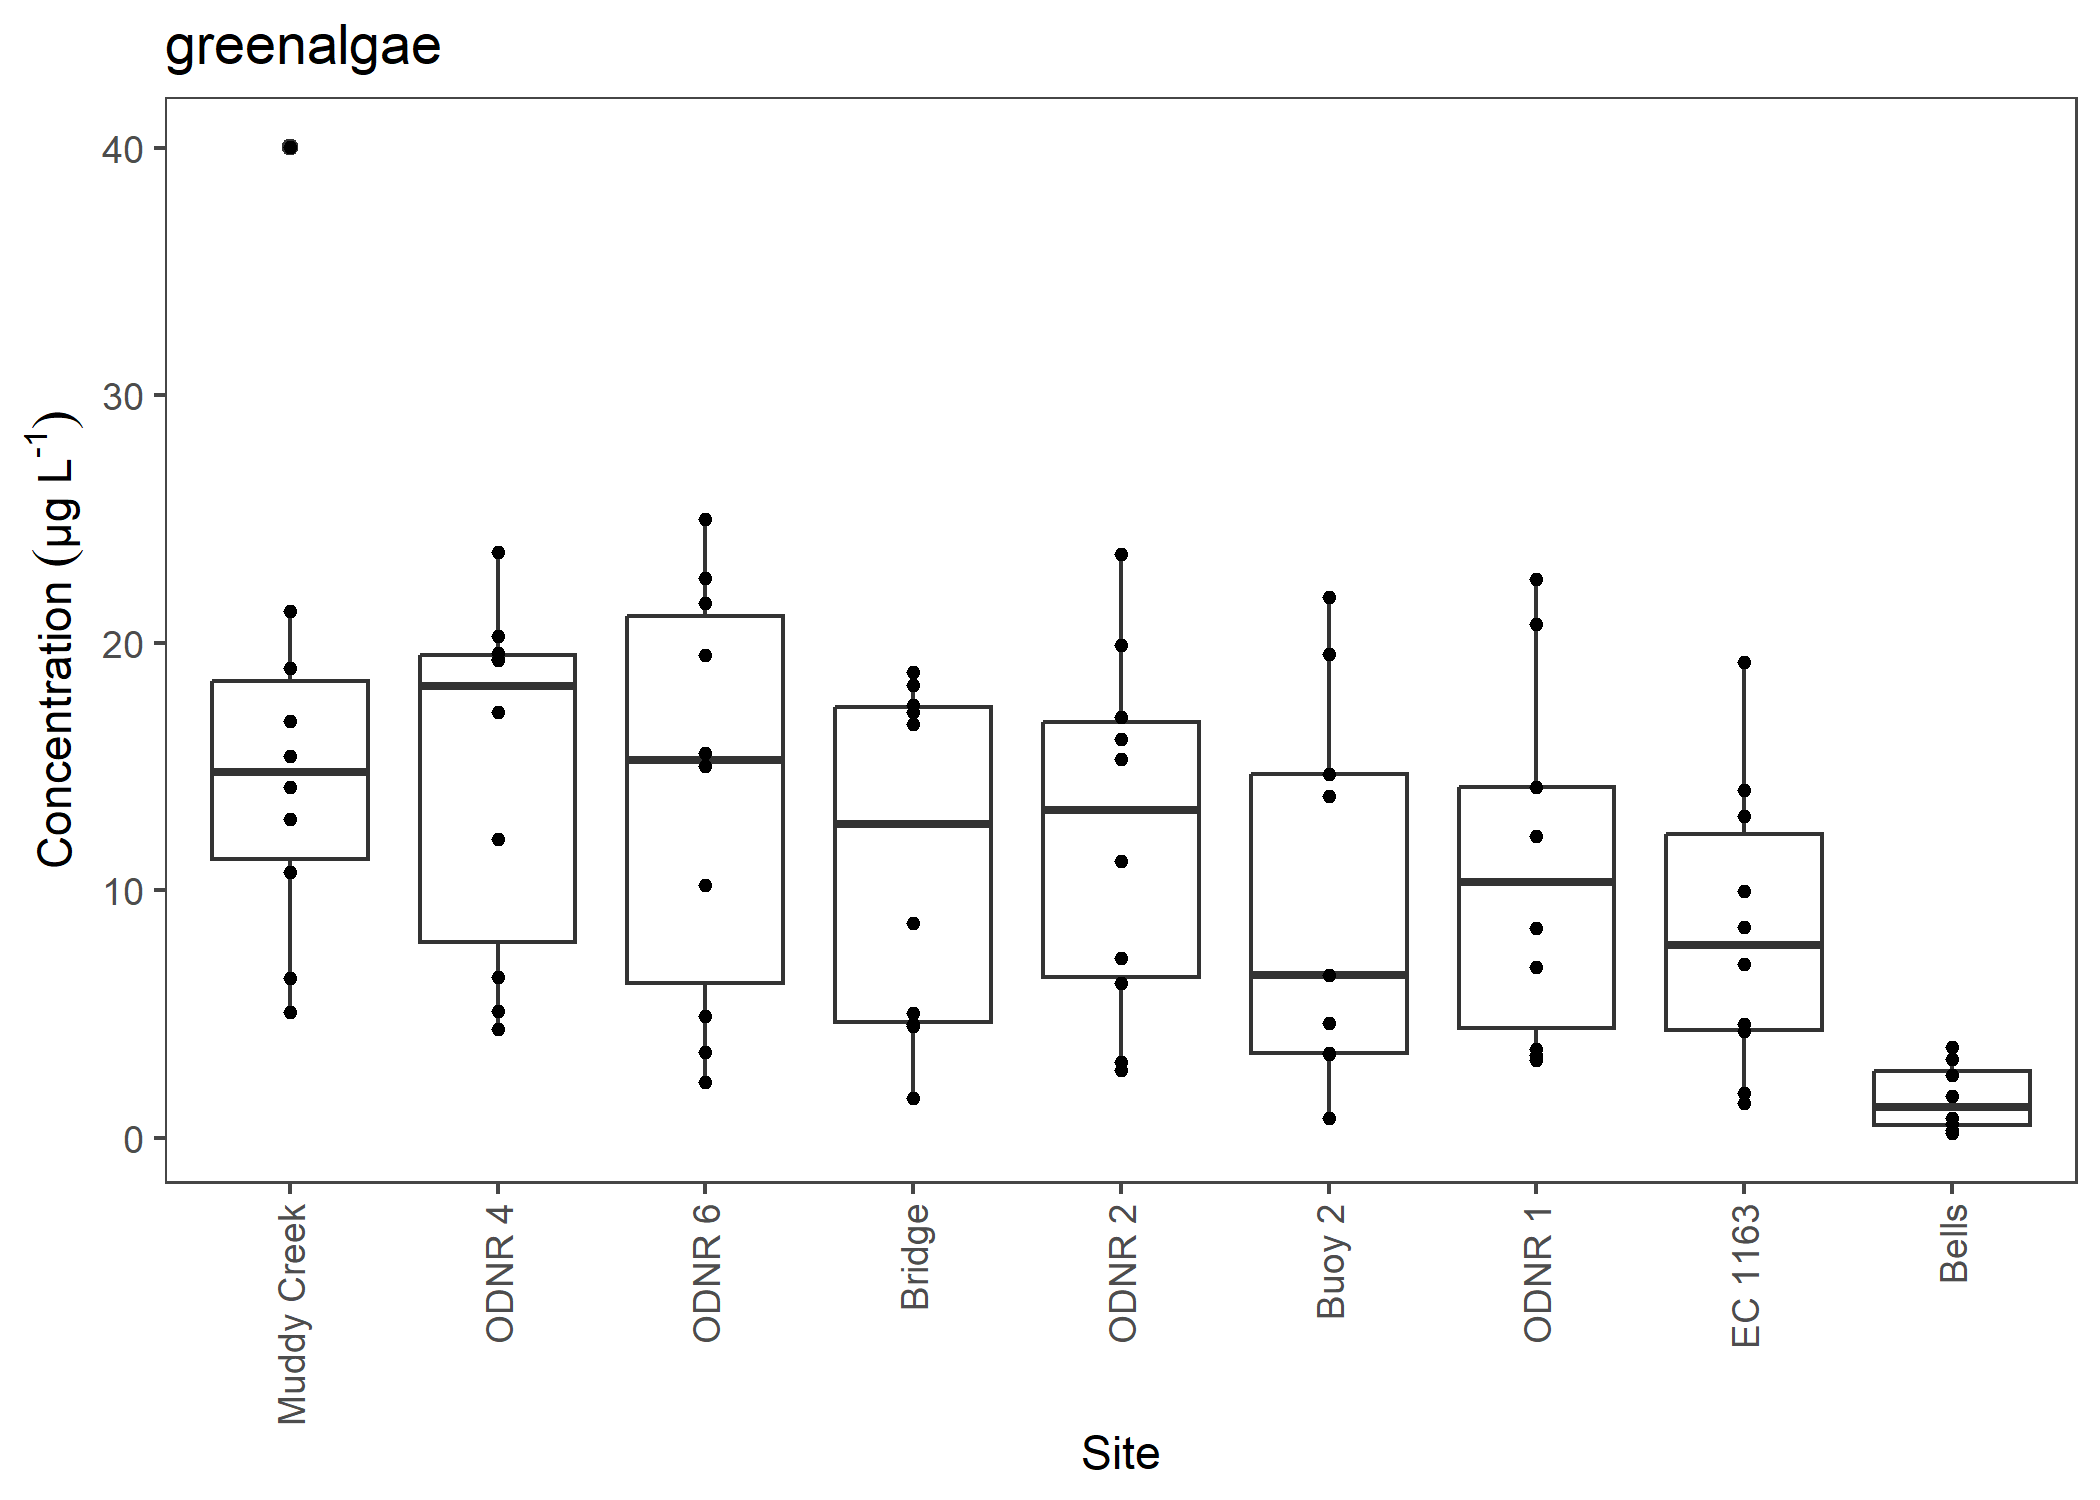 greenalgae
Concentration (µg L⁻¹)
40
30
20
10
0
Muddy Creek
ODNR 4
ODNR 6
Bridge
ODNR 2
Buoy 2
ODNR 1
EC 1163
Bells
Site